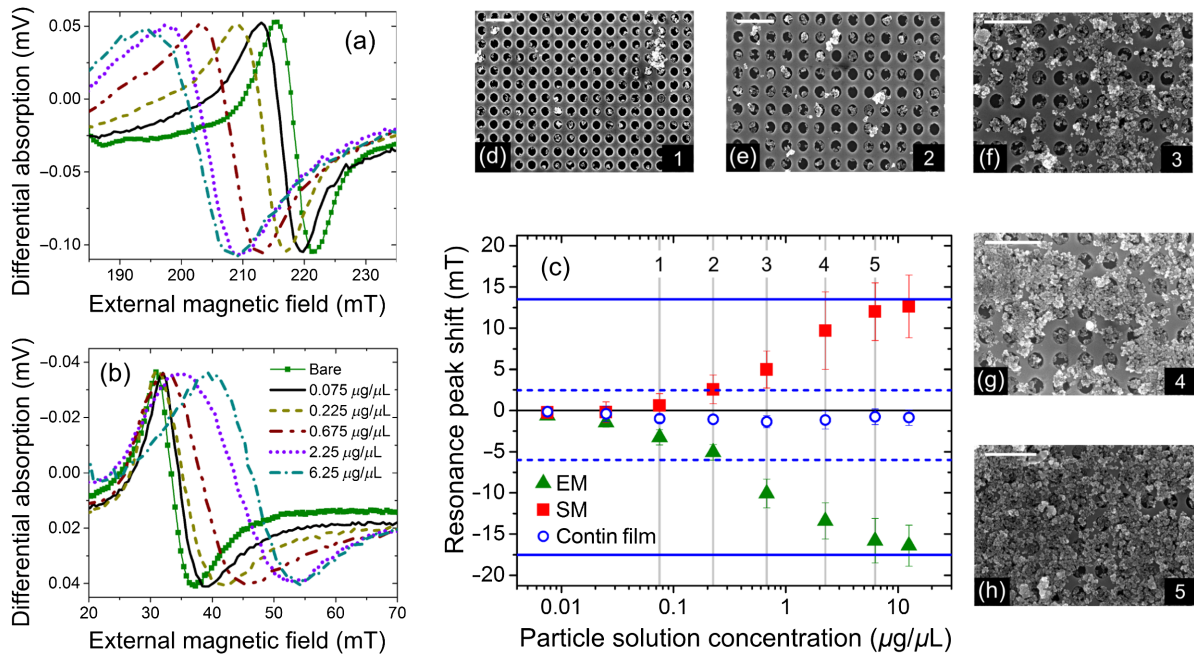 (a)
Differential absorption (mV)
0.05
0.00
−0.05
−0.10
190 200 210 220 230
External magnetic field (mT)
(b)
Differential absorption (mV)
−0.04
−0.02
0.00
0.02
0.04
20 30 40 50 60 70
External magnetic field (mT)
Bare
0.075 μg/μL
0.225 μg/μL
0.675 μg/μL
2.25 μg/μL
6.25 μg/μL
(c)
Resonance peak shift (mT)
20
15
10
5
0
−5
−10
−15
−20
1 2 3 4 5
EM
SM
Contin film
0.01 0.1 1 10
Particle solution concentration (μg/μL)
(d) 1
(e) 2
(f) 3
(g) 4
(h) 5